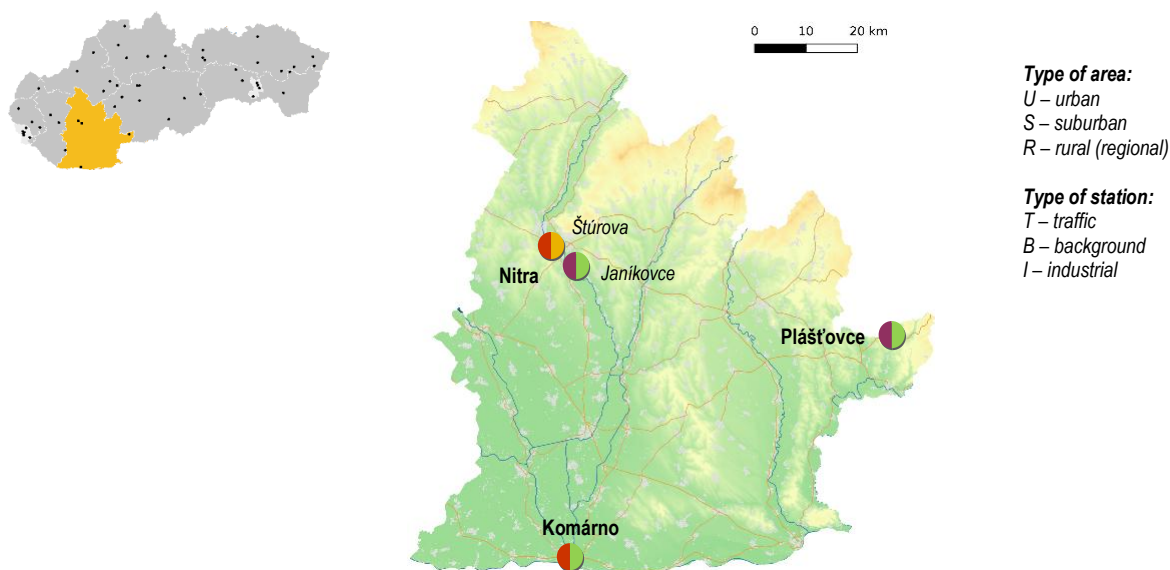 0 10 20 km
Type of area:
U – urban
S – suburban
R – rural (regional)
Type of station:
T – traffic
B – background
I – industrial
Štúrova
Nitra
Janíkovce
Plášťovce
Komárno